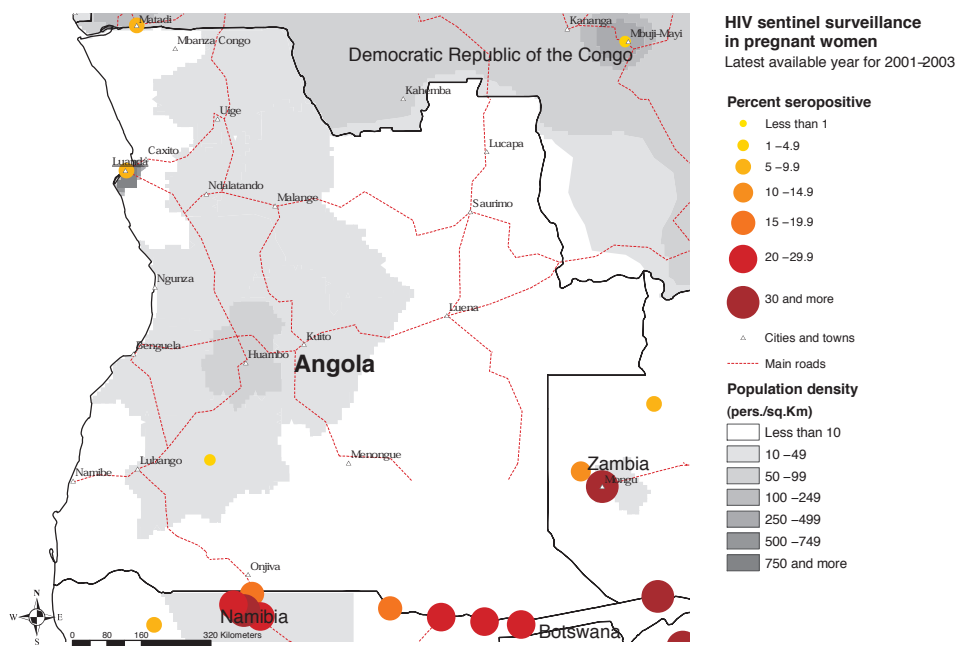 HIV sentinel surveillance
in pregnant women
Latest available year for 2001–2003
Percent seropositive
Less than 1
1 –4.9
5 –9.9
10 –14.9
15 –19.9
20 –29.9
30 and more
Cities and towns
Main roads
Population density
(pers./sq.Km)
Less than 10
10 –49
50 –99
100 –249
250 –499
500 –749
750 and more
Matadi
Mbanza Congo
Kananga
Mbuji-Mayi
Democratic Republic of the Congo
Kahemba
Uige
Lucapa
Caxito
Luanda
Ndalatando
Malange
Saurimo
Ngunza
Luena
Benguela
Kuito
Huambo
Angola
Lubango
Menongue
Namibe
Zambia
Mungu
Onjiva
Namibia
Botswana
N
W
E
S
0 80 160 320 Kilometers